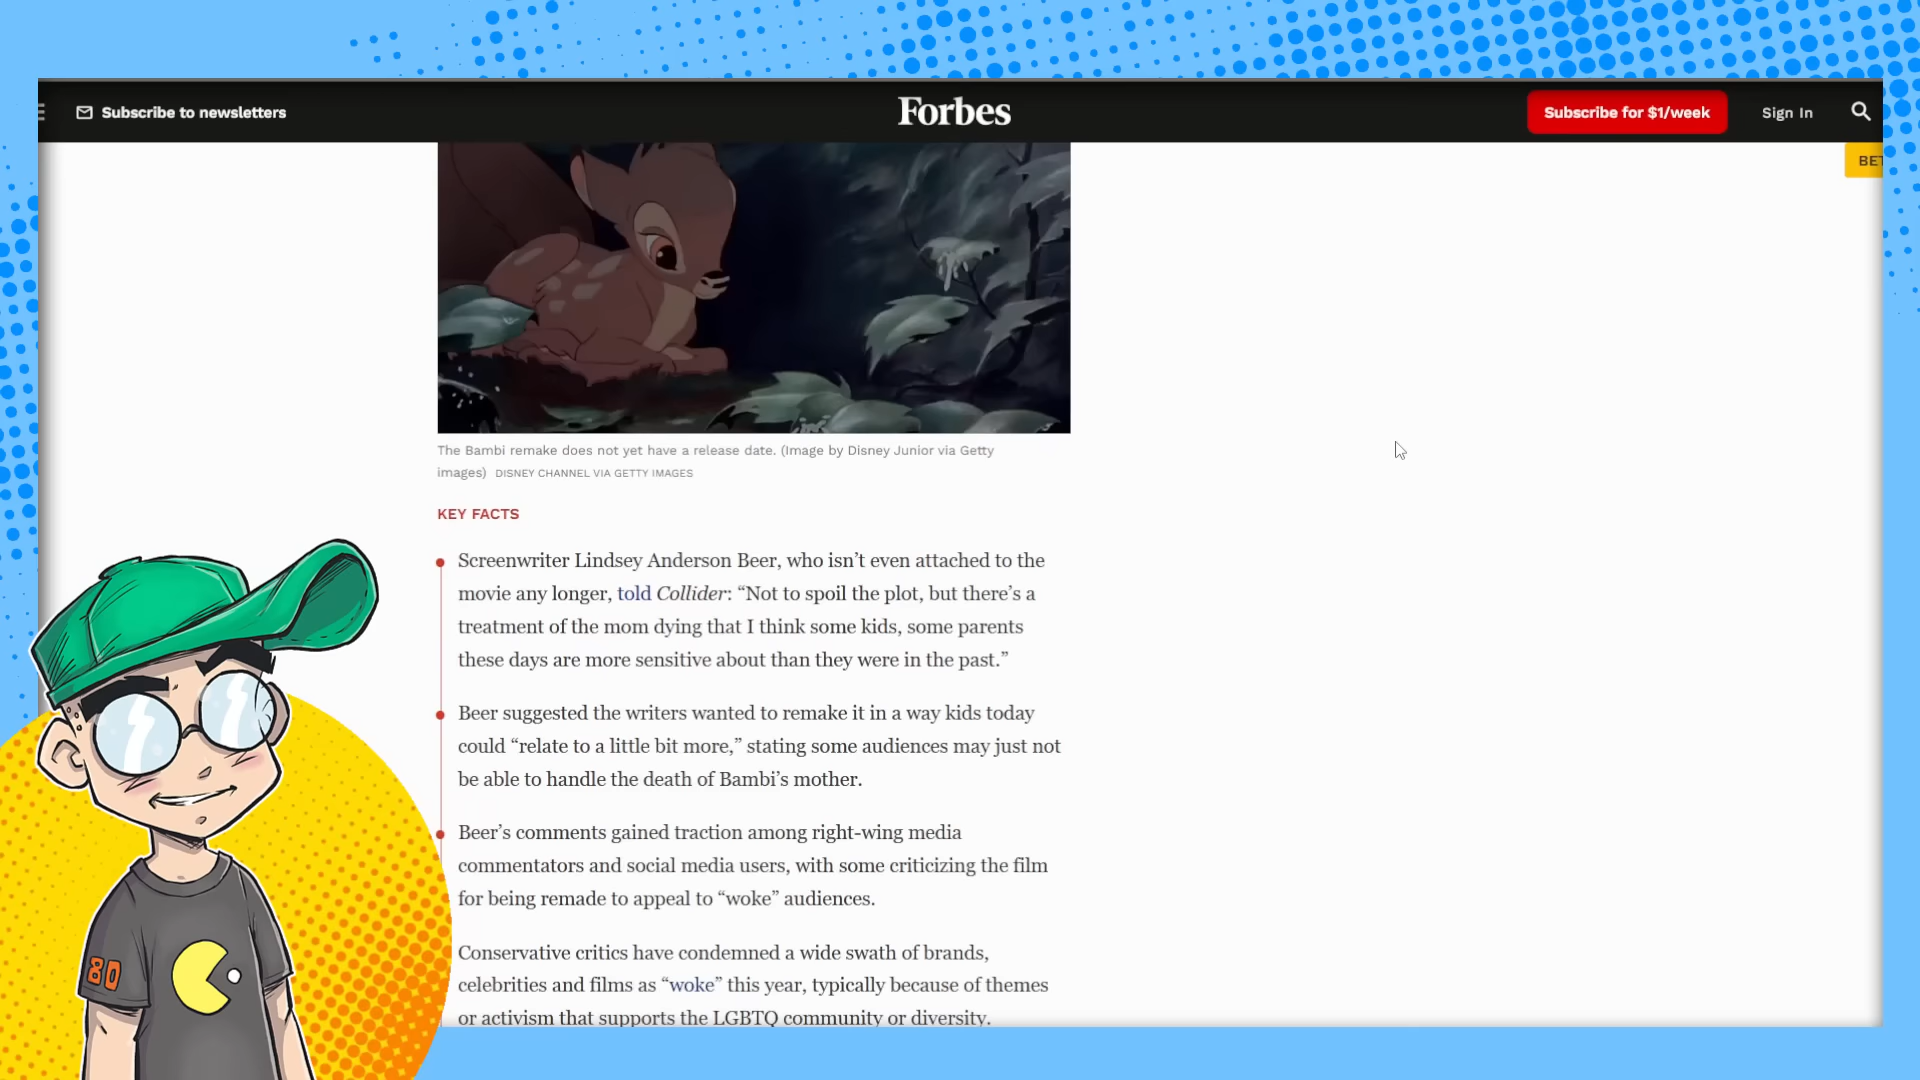 Subscribe to newsletters
Forbes
Subscribe for $1/week
Sign In
BET
The Bambi remake does not yet have a release date. (Image by Disney Junior via Getty
images) DISNEY CHANNEL VIA GETTY IMAGES
KEY FACTS
Screenwriter Lindsey Anderson Beer, who isn’t even attached to the
movie any longer, told Collider: “Not to spoil the plot, but there’s a
treatment of the mom dying that I think some kids, some parents
these days are more sensitive about than they were in the past.”
Beer suggested the writers wanted to remake it in a way kids today
could “relate to a little bit more,” stating some audiences may just not
be able to handle the death of Bambi’s mother.
Beer’s comments gained traction among right-wing media
commentators and social media users, with some criticizing the film
for being remade to appeal to “woke” audiences.
Conservative critics have condemned a wide swath of brands,
celebrities and films as “woke” this year, typically because of themes
or activism that supports the LGBTQ community or diversity.
80